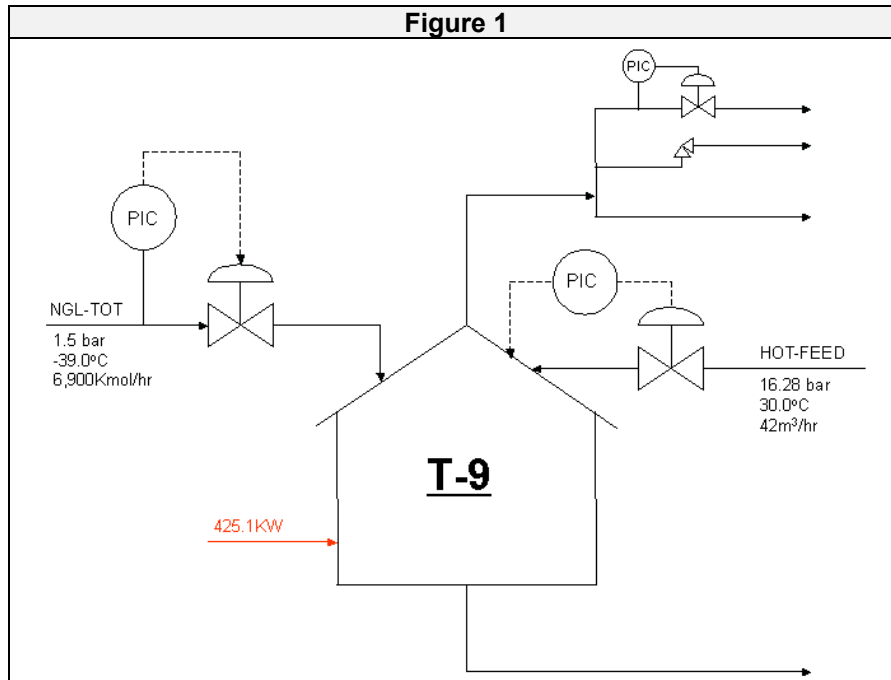 Figure 1
PIC
PIC
PIC
NGL-TOT
1.5 bar
-39.0ºC
6,900Kmol/hr
HOT-FEED
16.28 bar
30.0ºC
42m³/hr
T-9
425.1KW